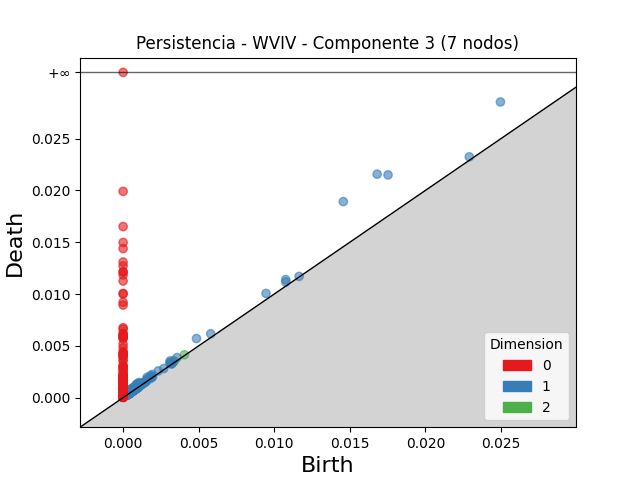 Persistencia - WVIV - Componente 3 (7 nodos)
+∞
0.025
0.020
0.015
0.010
0.005
0.000
Death
0.000 0.005 0.010 0.015 0.020 0.025
Birth
Dimension
0
1
2